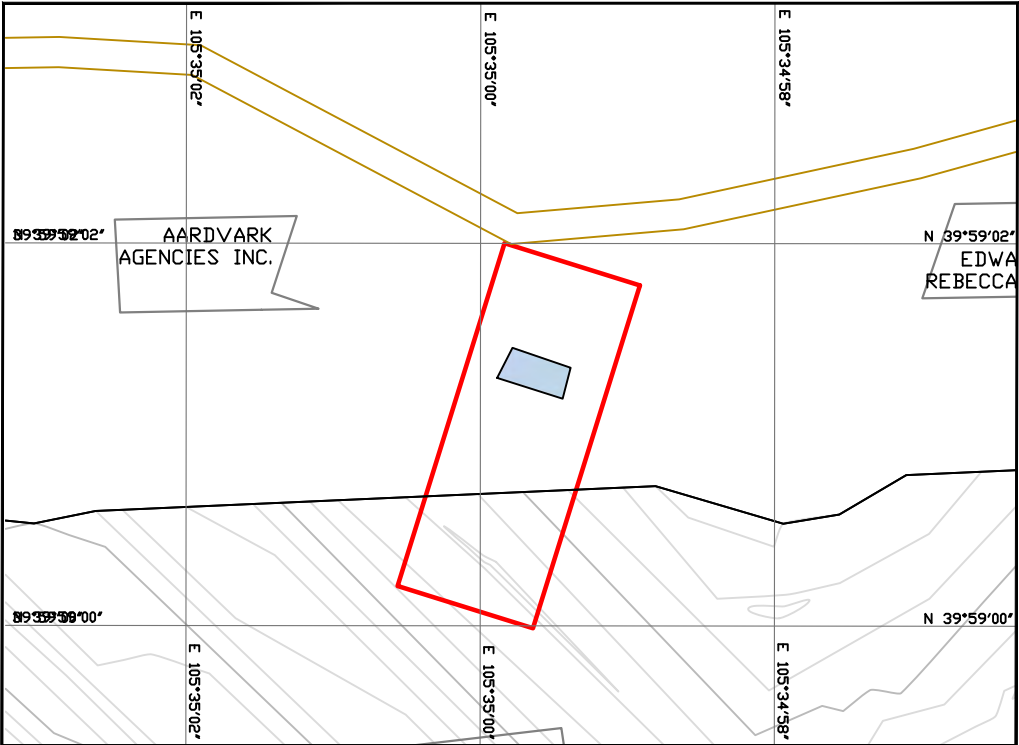 E 105°35'02"
E 105°35'00"
E 105°34'58"
AARDVARK
AGENCIES INC.
N 39°59'02"
EDWA
REBECCA
N 39°59'00"
E 105°35'02"
E 105°35'00"
E 105°34'58"